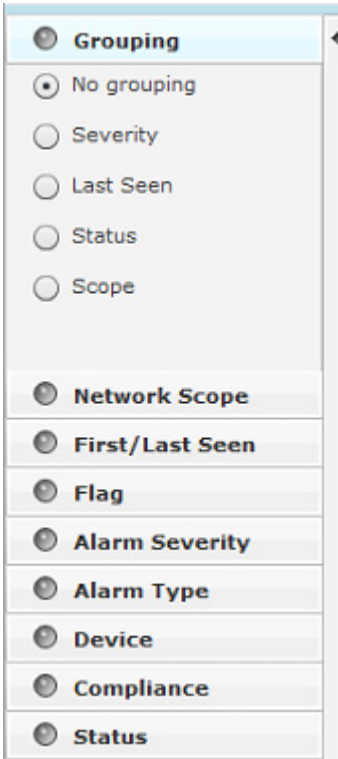 Grouping
No grouping
Severity
Last Seen
Status
Scope
Network Scope
First/Last Seen
Flag
Alarm Severity
Alarm Type
Device
Compliance
Status